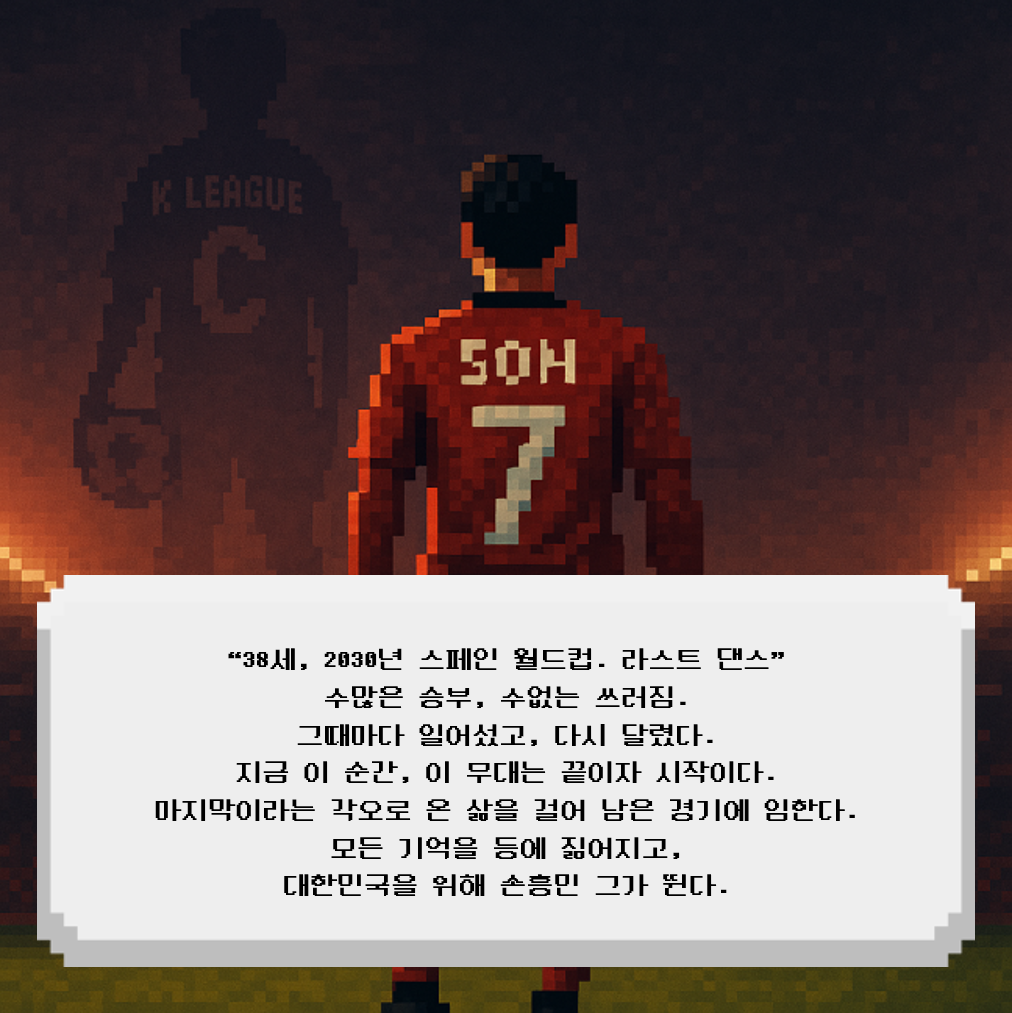 K LEAGUE
C
SON
7
“38세, 2030년 스페인 월드컵. 라스트 댄스”
수많은 승부, 수없는 쓰러짐.
그때마다 일어섰고, 다시 달렸다.
지금 이 순간, 이 무대는 끝이자 시작이다.
마지막이라는 각오로 온 삶을 걸어 남은 경기에 임한다.
모든 기억을 등에 짊어지고,
대한민국을 위해 손흥민 그가 뛴다.